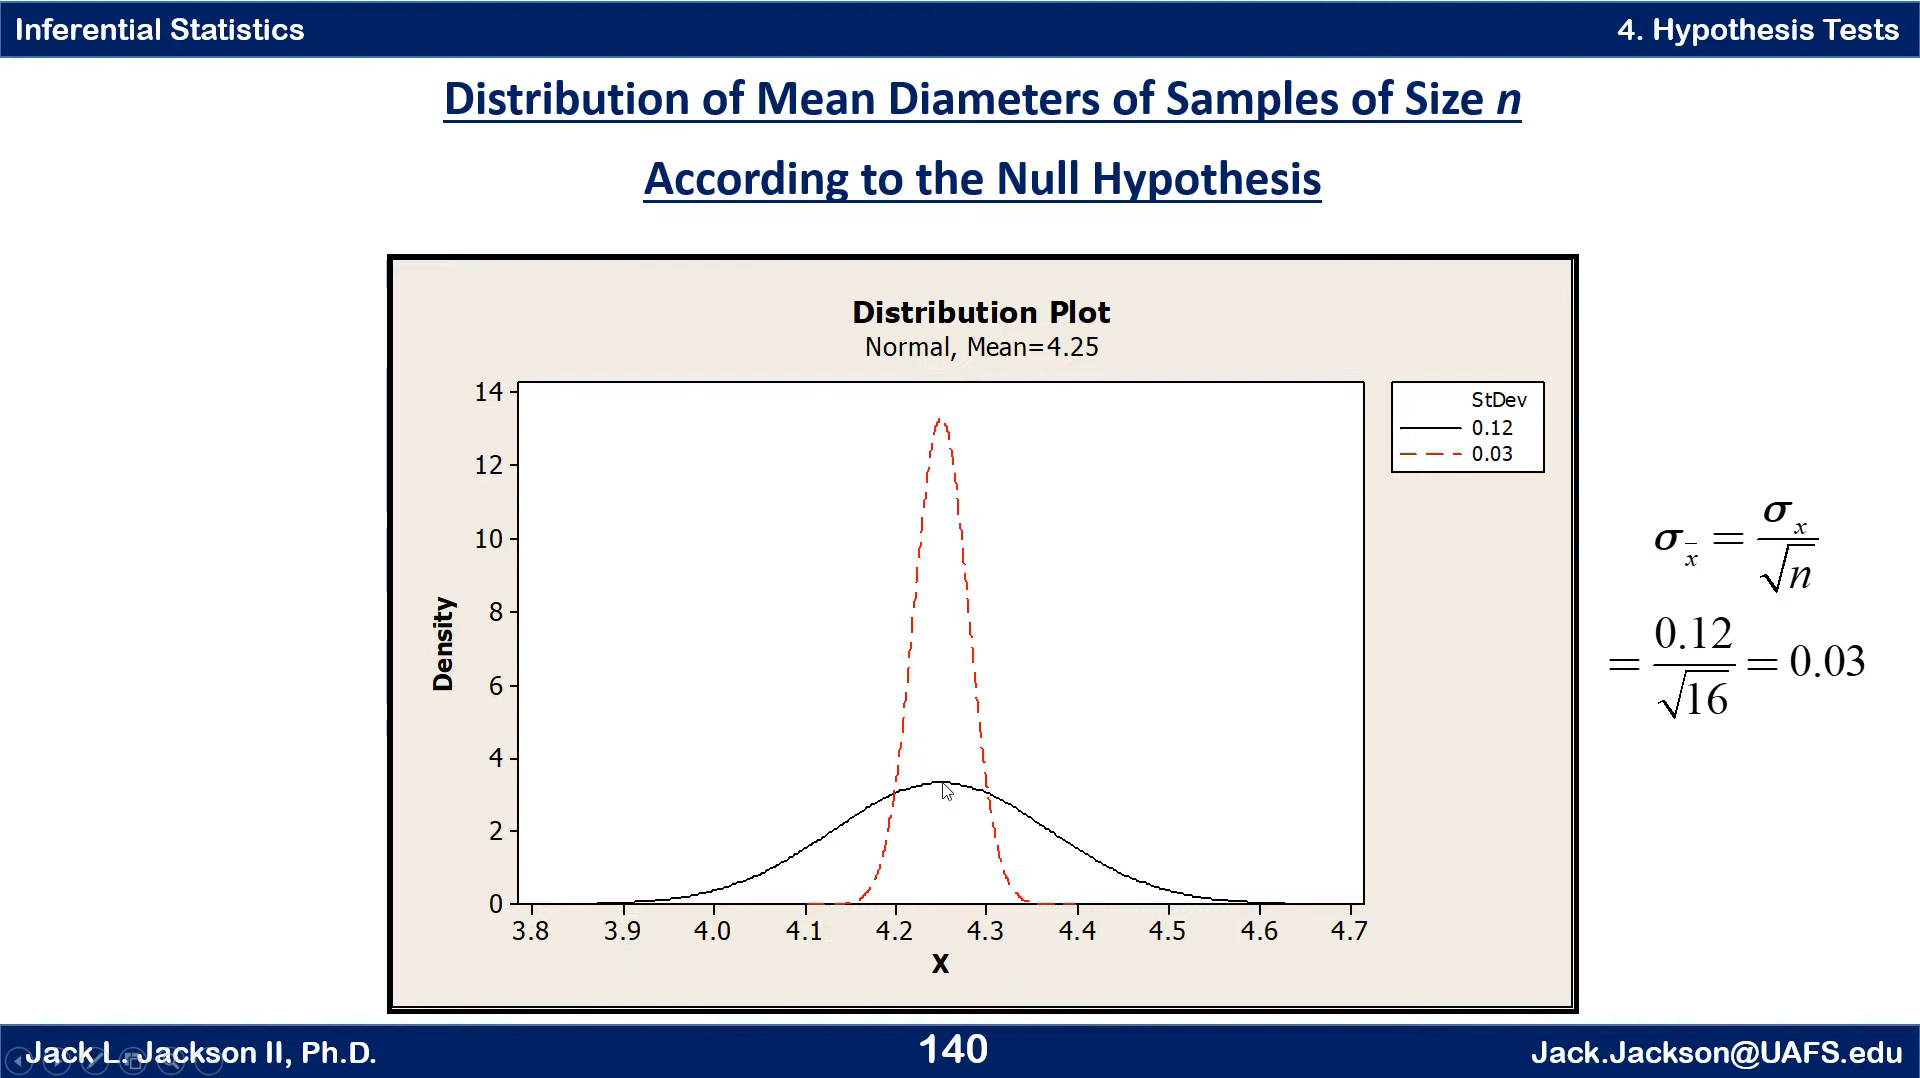 Inferential Statistics
4. Hypothesis Tests
Distribution of Mean Diameters of Samples of Size n
According to the Null Hypothesis
Distribution Plot
Normal, Mean=4.25
StDev
0.12
0.03
14
12
10
8
6
4
2
0
Density
3.8 3.9 4.0 4.1 4.2 4.3 4.4 4.5 4.6 4.7
X
σ_x̄ = σ_x / √n
= 0.12 / √16 = 0.03
Jack L. Jackson II, Ph.D.
140
Jack.Jackson@UAFS.edu